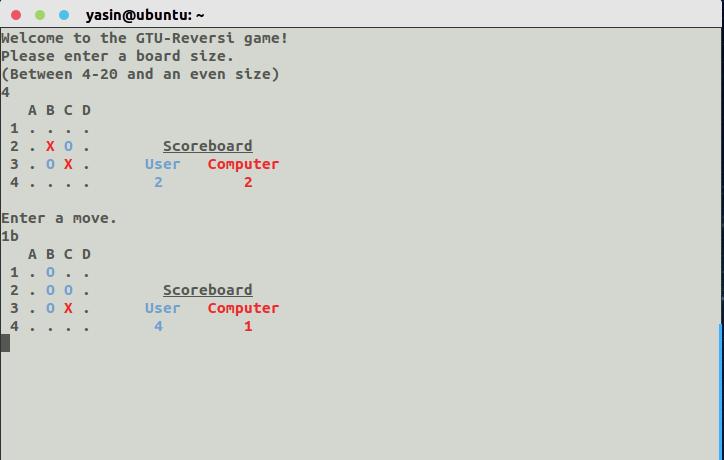 yasin@ubuntu: ~
Welcome to the GTU-Reversi game!
Please enter a board size.
(Between 4-20 and an even size)
4
A B C D
1 . . . .
2 . X O . Scoreboard
3 . O X . User Computer
4 . . . . 2 2
Enter a move.
1b
A B C D
1 . O . .
2 . O O . Scoreboard
3 . O X . User Computer
4 . . . . 4 1